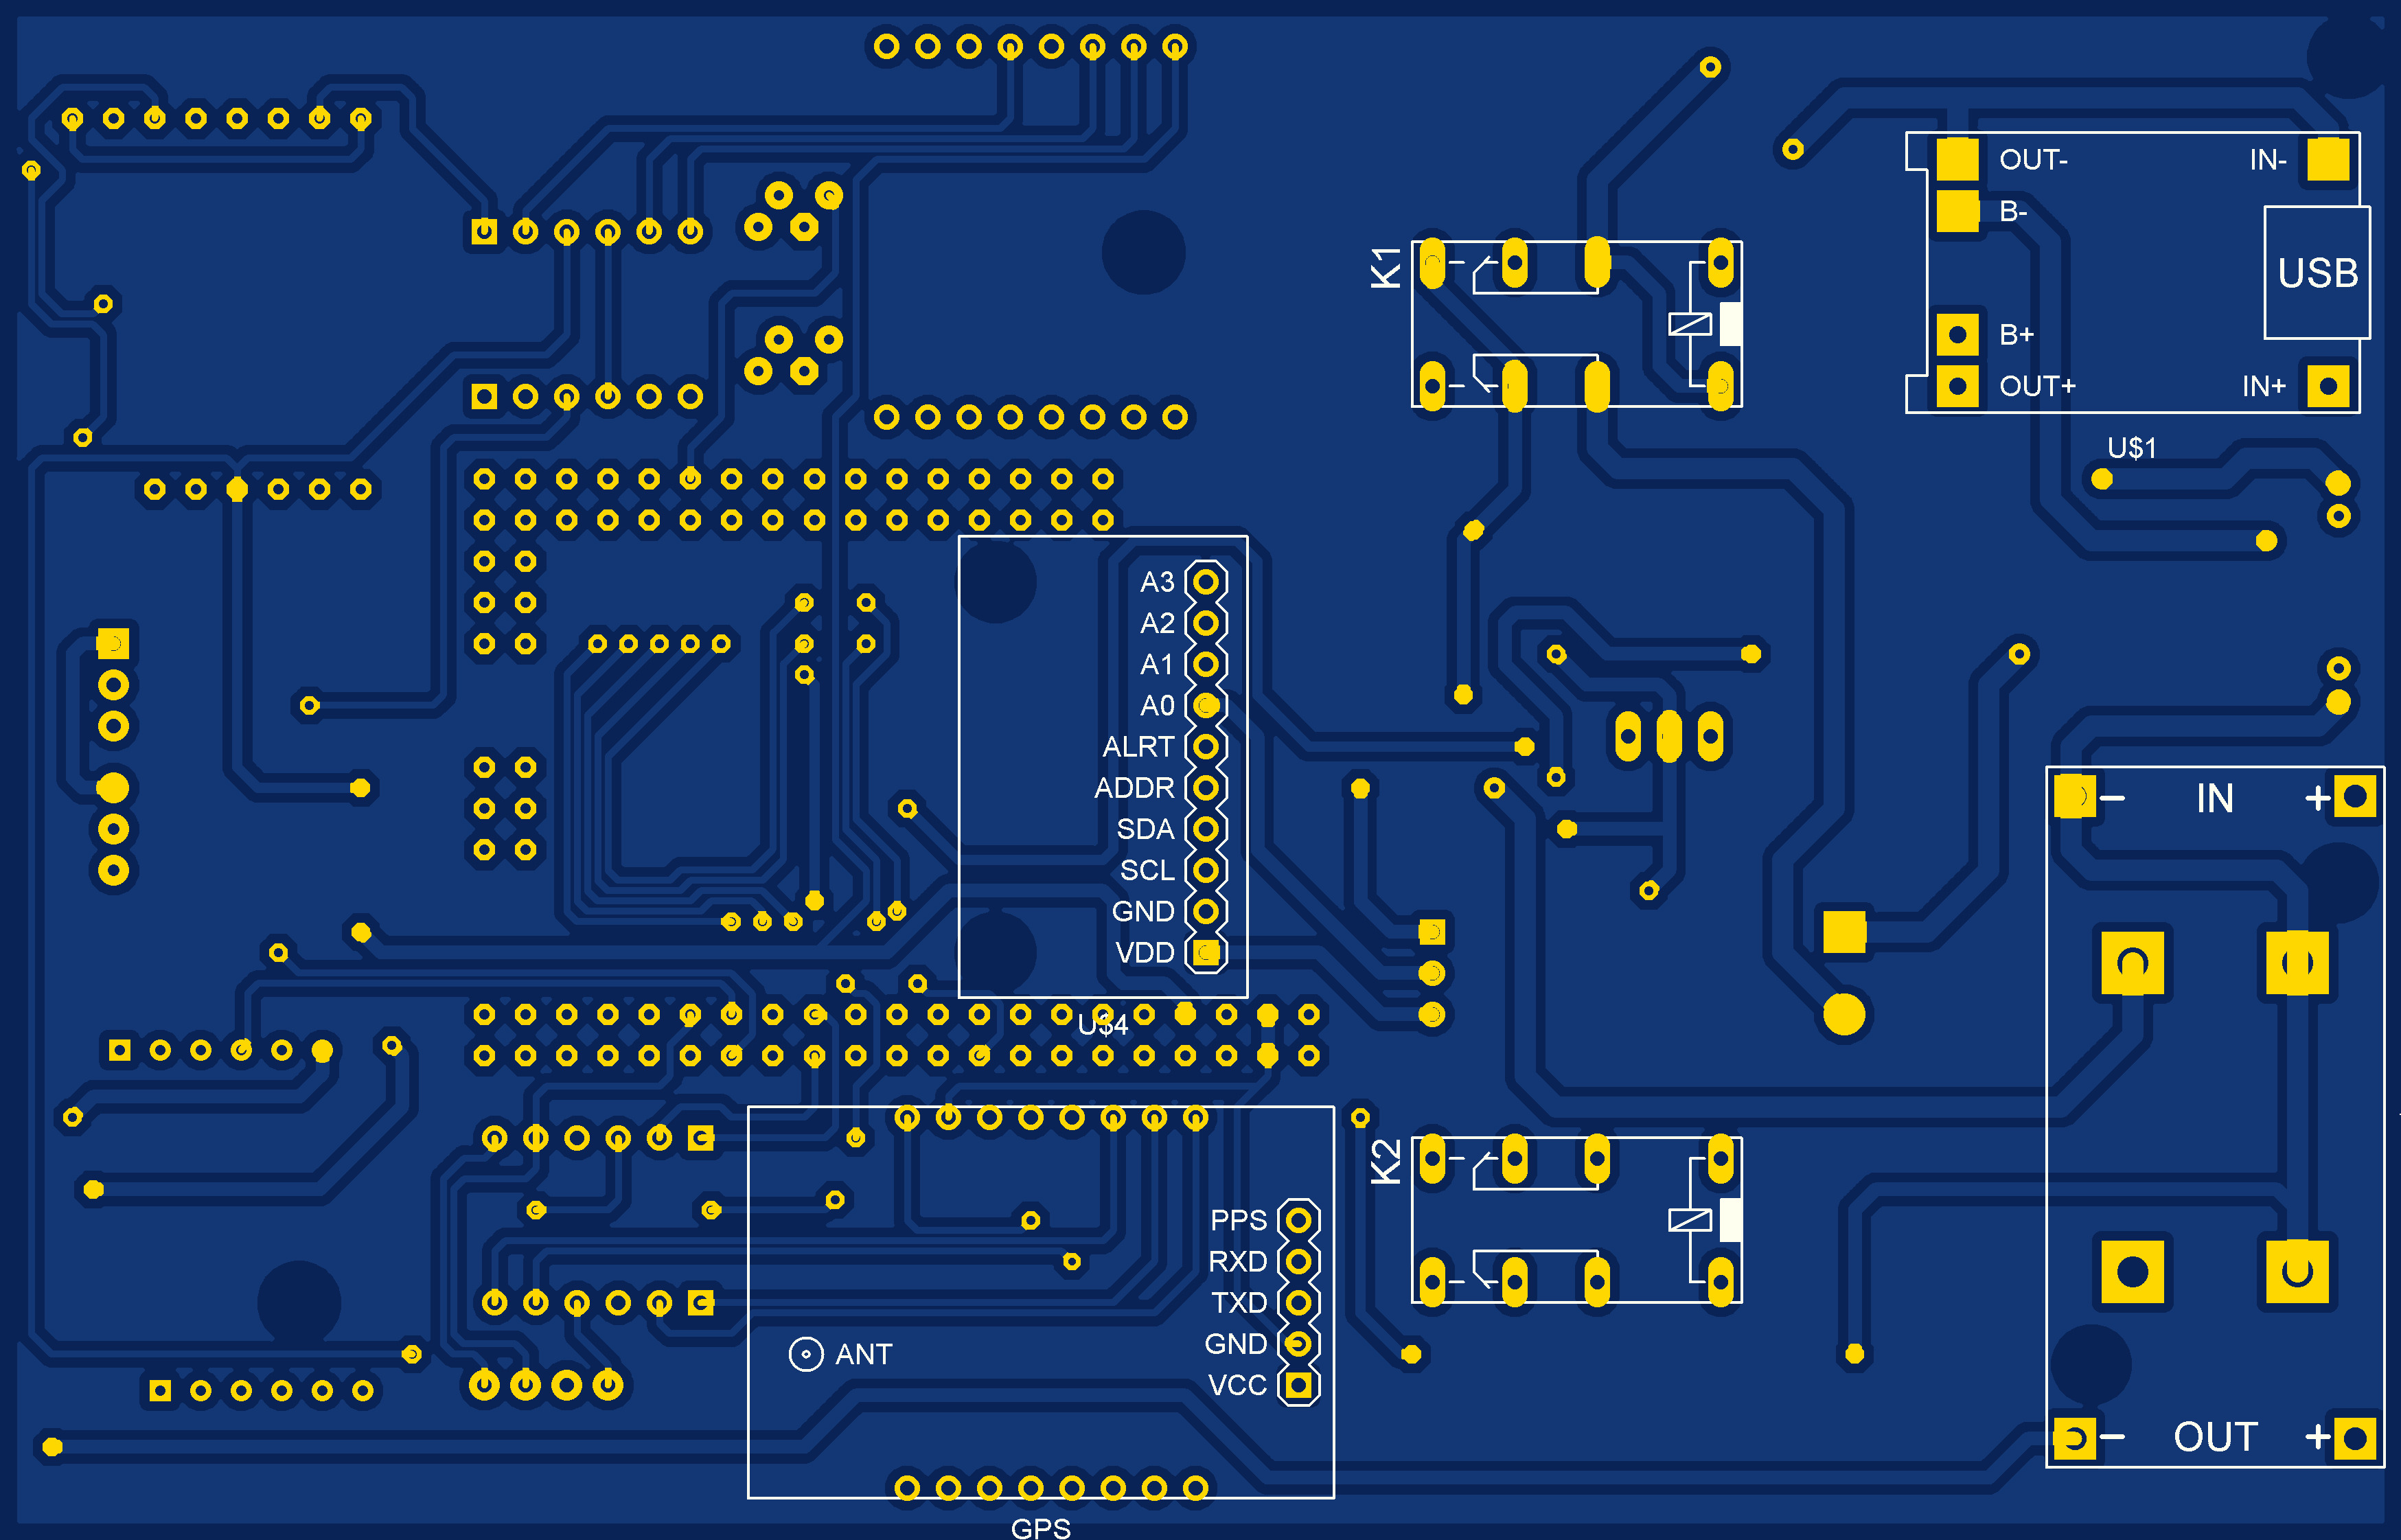 OUT-
IN-
B-
K1
USB
B+
OUT+
IN+
U$1
A3
A2
A1
A0
ALRT
ADDR
SDA
SCL
GND
VDD
U$4
- IN +
K2
PPS
RXD
TXD
GND
VCC
ANT
- OUT +
GPS